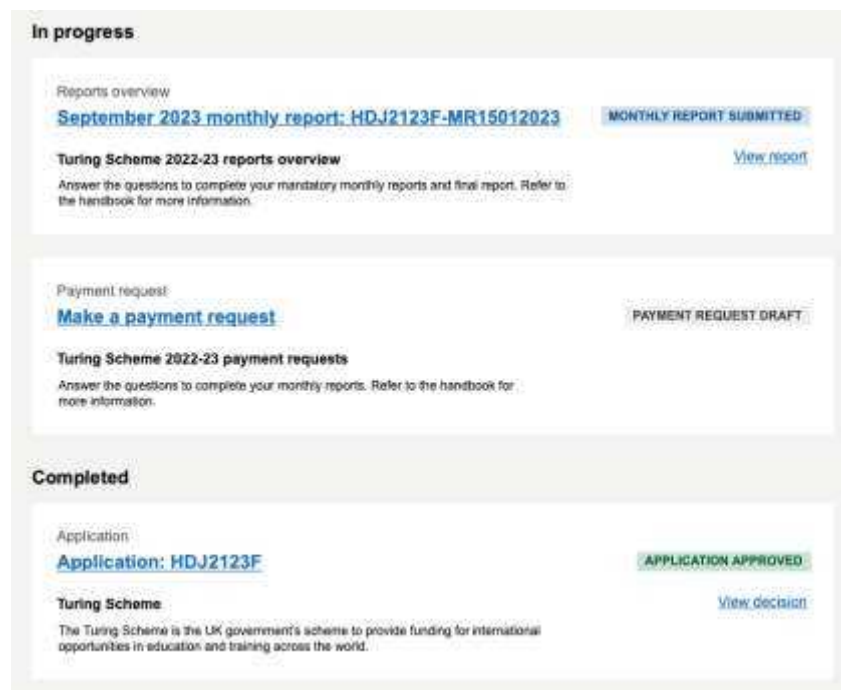 In progress
Reports overview
September 2023 monthly report: HDJ2123F-MR15012023
MONTHLY REPORT SUBMITTED
Turing Scheme 2022-23 reports overview
View report
Answer the questions to complete your mandatory monthly reports and final report. Refer to
the handbook for more information.
Payment request
Make a payment request
PAYMENT REQUEST DRAFT
Turing Scheme 2022-23 payment requests
Answer the questions to complete your monthly reports. Refer to the handbook for
more information.
Completed
Application
Application: HDJ2123F
APPLICATION APPROVED
Turing Scheme
View decision
The Turing Scheme is the UK government's scheme to provide funding for international
opportunities in education and training across the world.